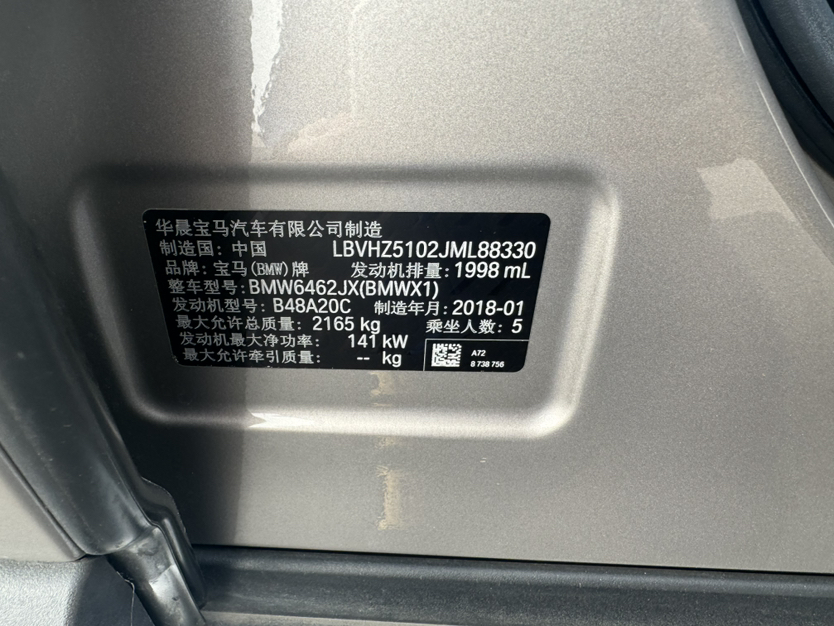 华晨宝马汽车有限公司制造
制造国: 中国 LBVHZ5102JML88330
品牌: 宝马(BMW)牌 发动机排量: 1998 mL
整车型号: BMW6462JX(BMWX1)
发动机型号: B48A20C 制造年月: 2018-01
最大允许总质量: 2165 kg 乘坐人数: 5
发动机最大净功率: 141 kW
最大允许牵引质量: -- kg
A72
8 738 756